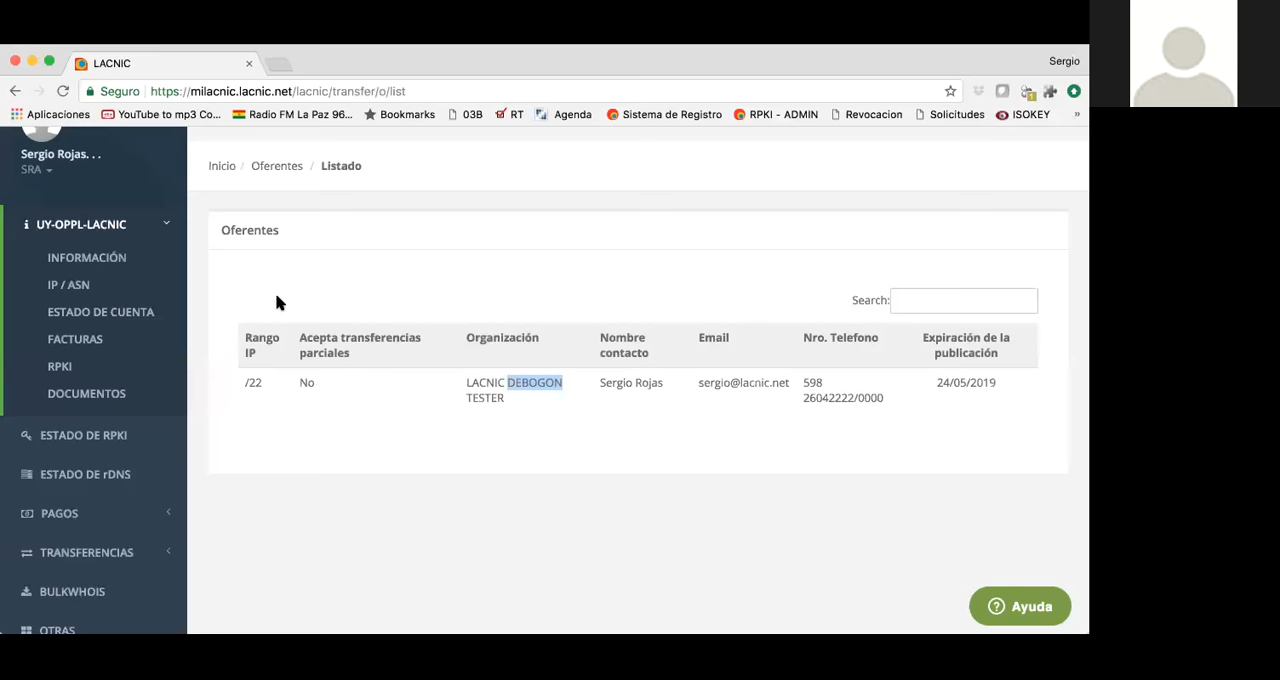 LACNIC
Sergio
Seguro https://milacnic.lacnic.net/lacnic/transfer/o/list
Aplicaciones YouTube to mp3 Co... Radio FM La Paz 96... Bookmarks 03B RT Agenda Sistema de Registro RPKI - ADMIN Revocacion Solicitudes ISOKEY »
Sergio Rojas. . .
SRA
Inicio / Oferentes / Listado
UY-OPPL-LACNIC
INFORMACIÓN
IP / ASN
ESTADO DE CUENTA
FACTURAS
RPKI
DOCUMENTOS
ESTADO DE RPKI
ESTADO DE rDNS
PAGOS
TRANSFERENCIAS
BULKWHOIS
OTRAS
Oferentes
Search:
Rango IP
Acepta transferencias parciales
Organización
Nombre contacto
Email
Nro. Telefono
Expiración de la publicación
/22
No
LACNIC DEBOGON TESTER
Sergio Rojas
sergio@lacnic.net
598 26042222/0000
24/05/2019
Ayuda